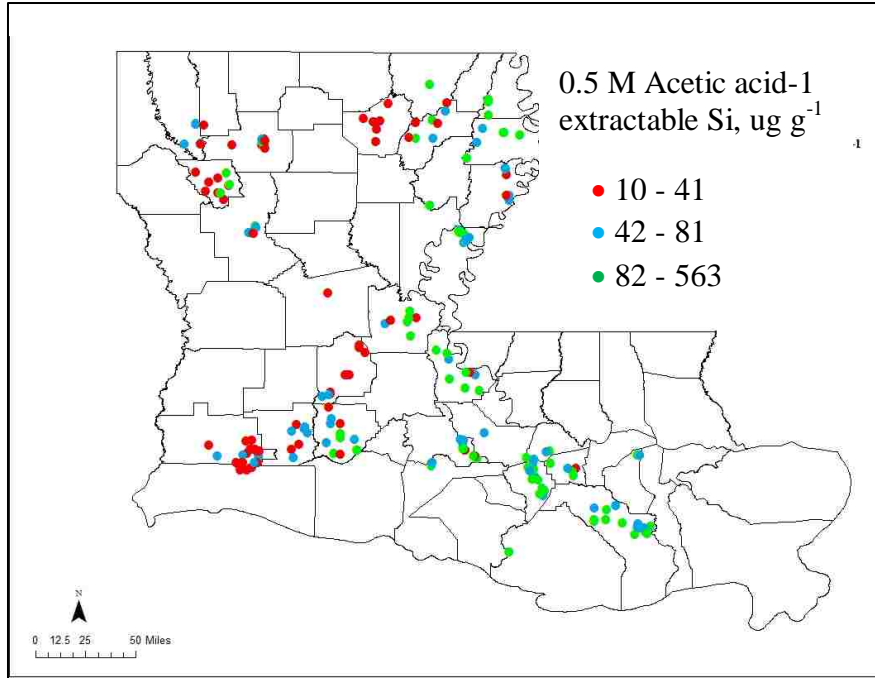 0.5 M Acetic acid-1
extractable Si, ug g-1
-1
10 - 41
42 - 81
82 - 563
N
0 12.5 25 50 Miles